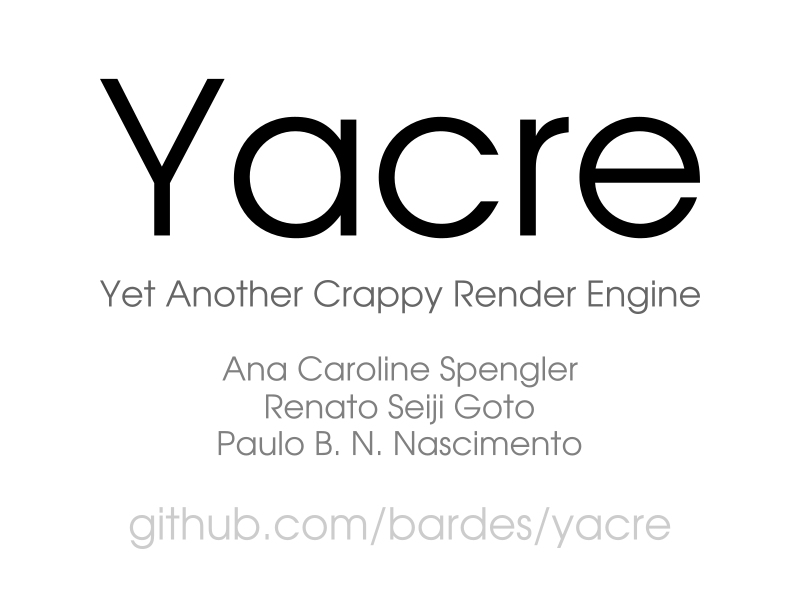 Yacre
Yet Another Crappy Render Engine
Ana Caroline Spengler
Renato Seiji Goto
Paulo B. N. Nascimento
github.com/bardes/yacre